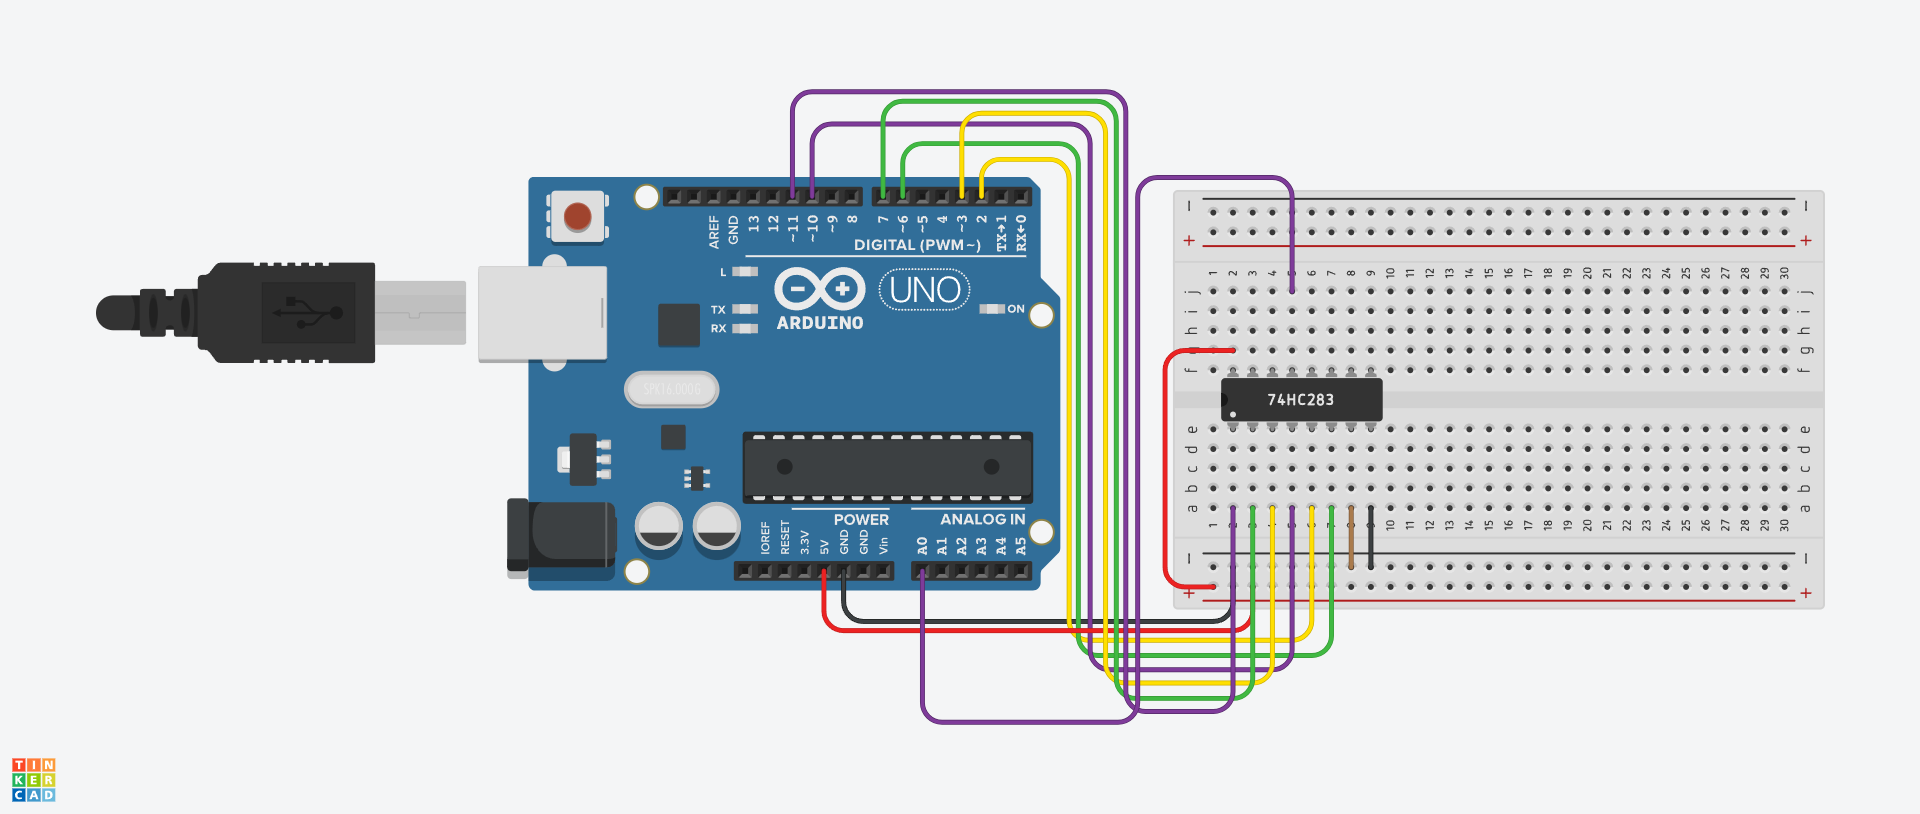 AREF
GND
13
12
~11
~10
~9
8
7
~6
~5
4
~3
2
TX→1
RX←0
DIGITAL (PWM~)
L
TX
RX
ARDUINO
UNO
ON
SPK16.000G
IOREF
RESET
3.3V
5V
GND
GND
Vin
POWER
ANALOG IN
A0
A1
A2
A3
A4
A5
− −
+ +
1 2 3 4 5 6 7 8 9 10 11 12 13 14 15 16 17 18 19 20 21 22 23 24 25 26 27 28 29 30
j j
i i
h h
g g
f f
74HC283
e e
d d
c c
b b
a a
1 2 3 4 5 6 7 8 9 10 11 12 13 14 15 16 17 18 19 20 21 22 23 24 25 26 27 28 29 30
− −
+ +
TIN
KER
CAD